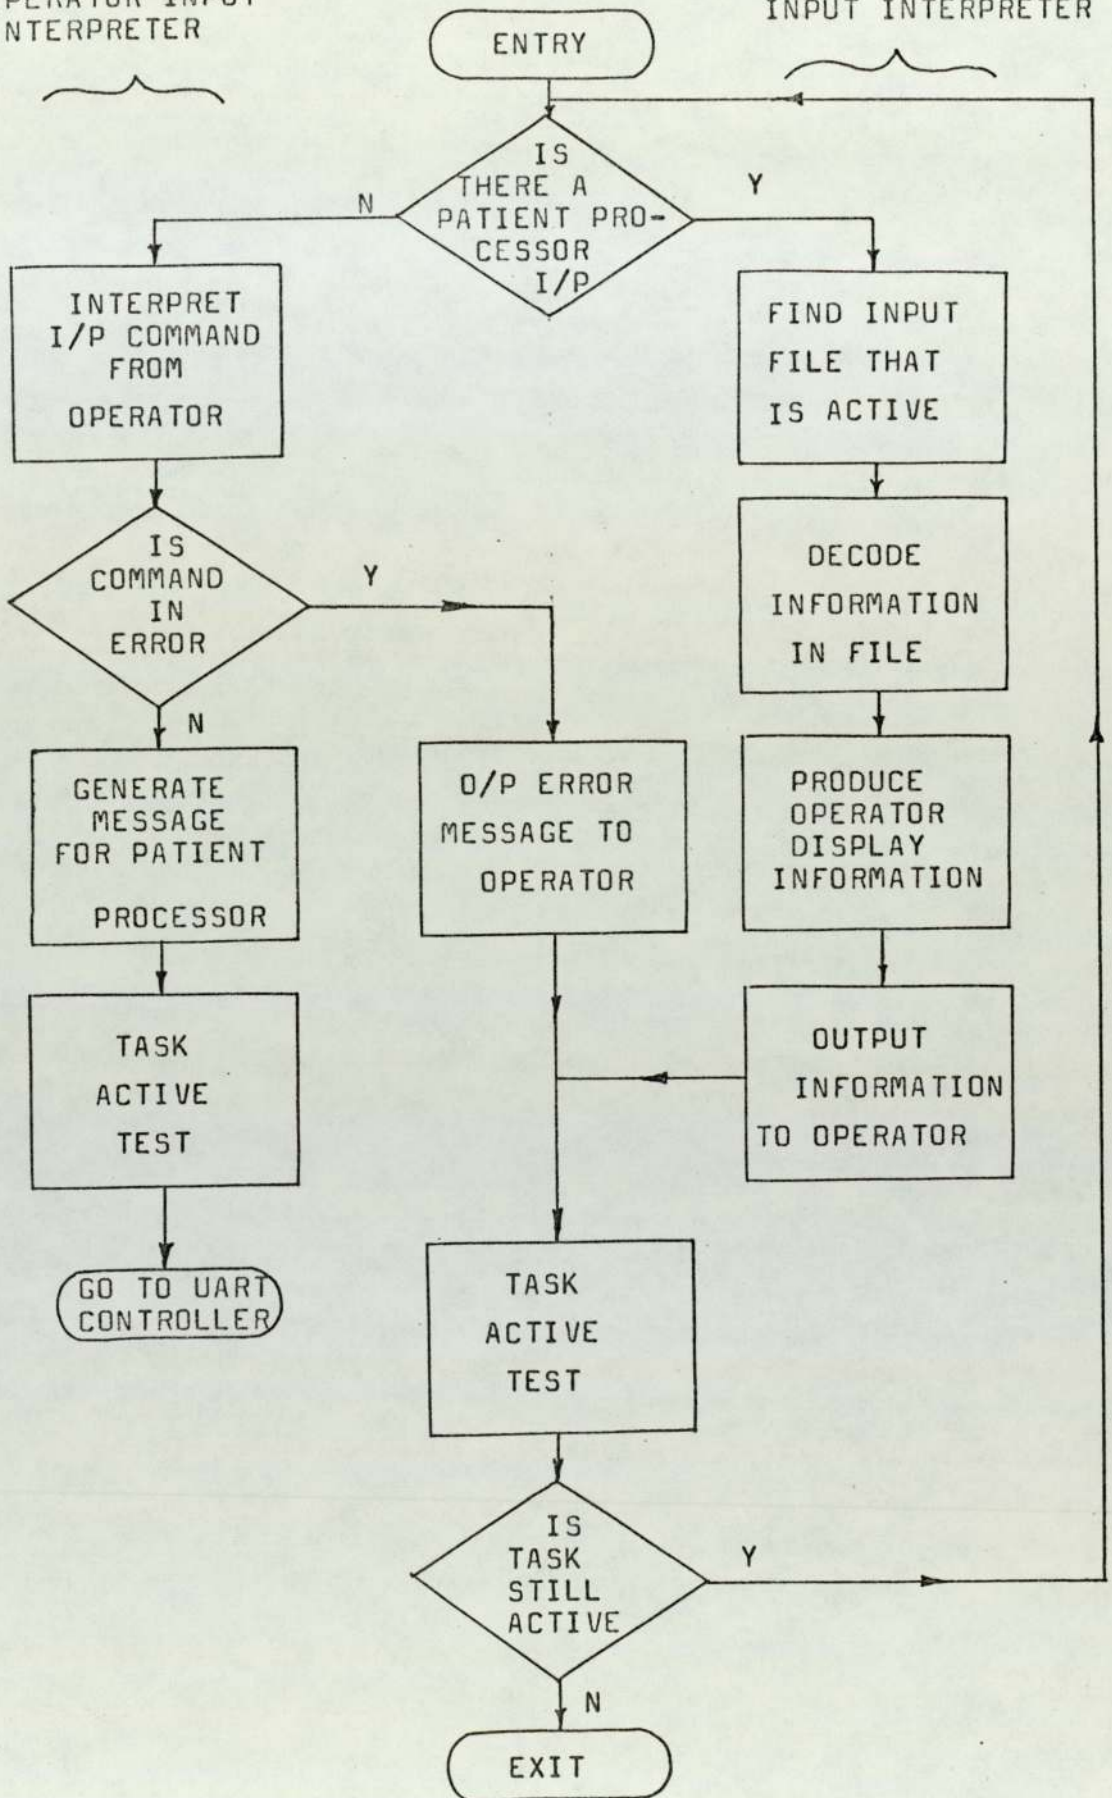 INPUT
NTERPRETER
INPUT INTERPRETER
ENTRY
IS
THERE A
PATIENT PRO-
CESSOR
I/P
N
Y
INTERPRET
I/P COMMAND
FROM
OPERATOR
FIND INPUT
FILE THAT
IS ACTIVE
IS
COMMAND
IN
ERROR
Y
N
DECODE
INFORMATION
IN FILE
GENERATE
MESSAGE
FOR PATIENT
PROCESSOR
O/P ERROR
MESSAGE TO
OPERATOR
PRODUCE
OPERATOR
DISPLAY
INFORMATION
TASK
ACTIVE
TEST
OUTPUT
INFORMATION
TO OPERATOR
GO TO UART
CONTROLLER
TASK
ACTIVE
TEST
IS
TASK
STILL
ACTIVE
Y
N
EXIT